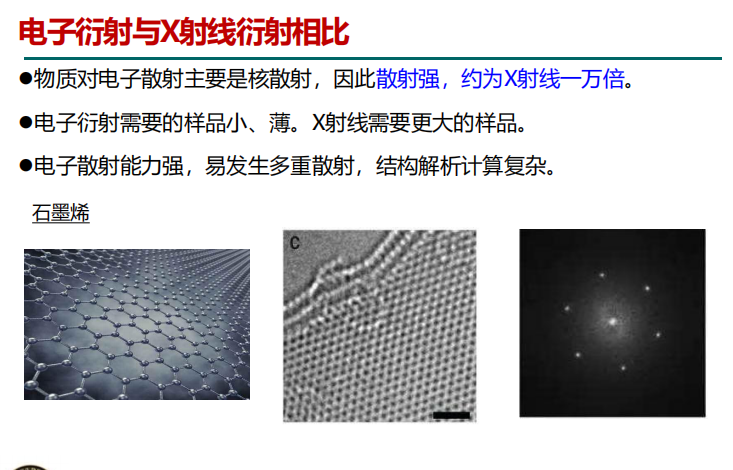 电子衍射与X射线衍射相比
●物质对电子散射主要是核散射，因此散射强，约为X射线一万倍。
●电子衍射需要的样品小、薄。X射线需要更大的样品。
●电子散射能力强，易发生多重散射，结构解析计算复杂。
石墨烯
C